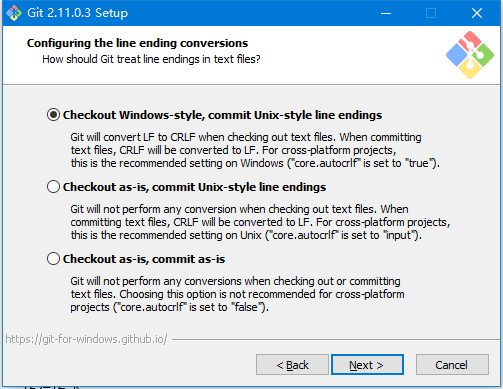 Git 2.11.0.3 Setup
Configuring the line ending conversions
How should Git treat line endings in text files?
Checkout Windows-style, commit Unix-style line endings
Git will convert LF to CRLF when checking out text files. When committing
text files, CRLF will be converted to LF. For cross-platform projects,
this is the recommended setting on Windows ("core.autocrlf" is set to "true").
Checkout as-is, commit Unix-style line endings
Git will not perform any conversion when checking out text files. When
committing text files, CRLF will be converted to LF. For cross-platform projects,
this is the recommended setting on Unix ("core.autocrlf" is set to "input").
Checkout as-is, commit as-is
Git will not perform any conversions when checking out or committing
text files. Choosing this option is not recommended for cross-platform
projects ("core.autocrlf" is set to "false").
https://git-for-windows.github.io/
< Back
Next >
Cancel